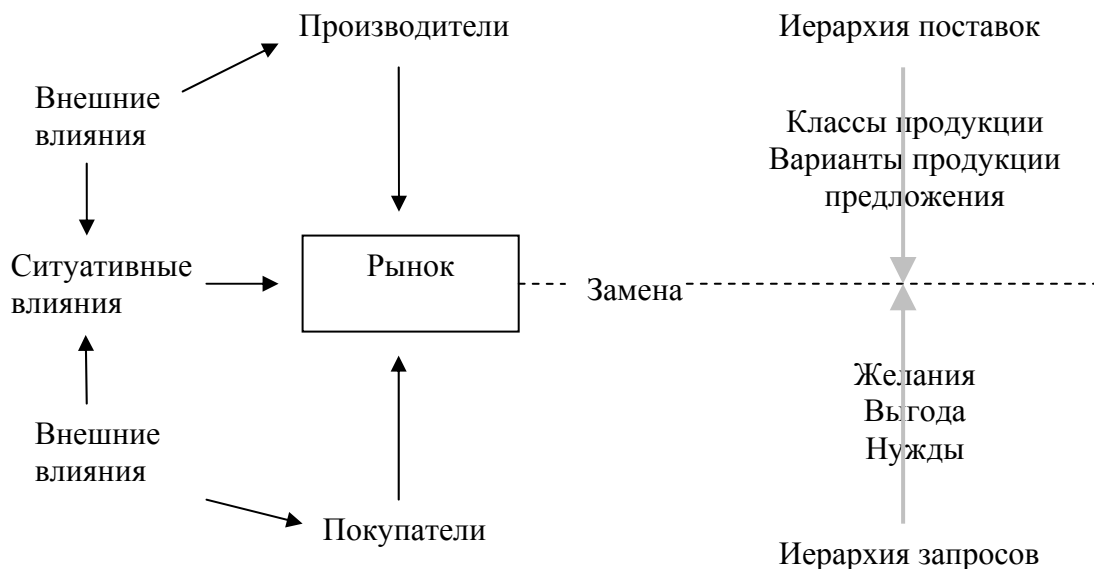 Производители
Иерархия поставок
Внешние
влияния
Классы продукции
Варианты продукции
предложения
Ситуативные
влияния
Рынок
Замена
Желания
Выгода
Нужды
Внешние
влияния
Покупатели
Иерархия запросов